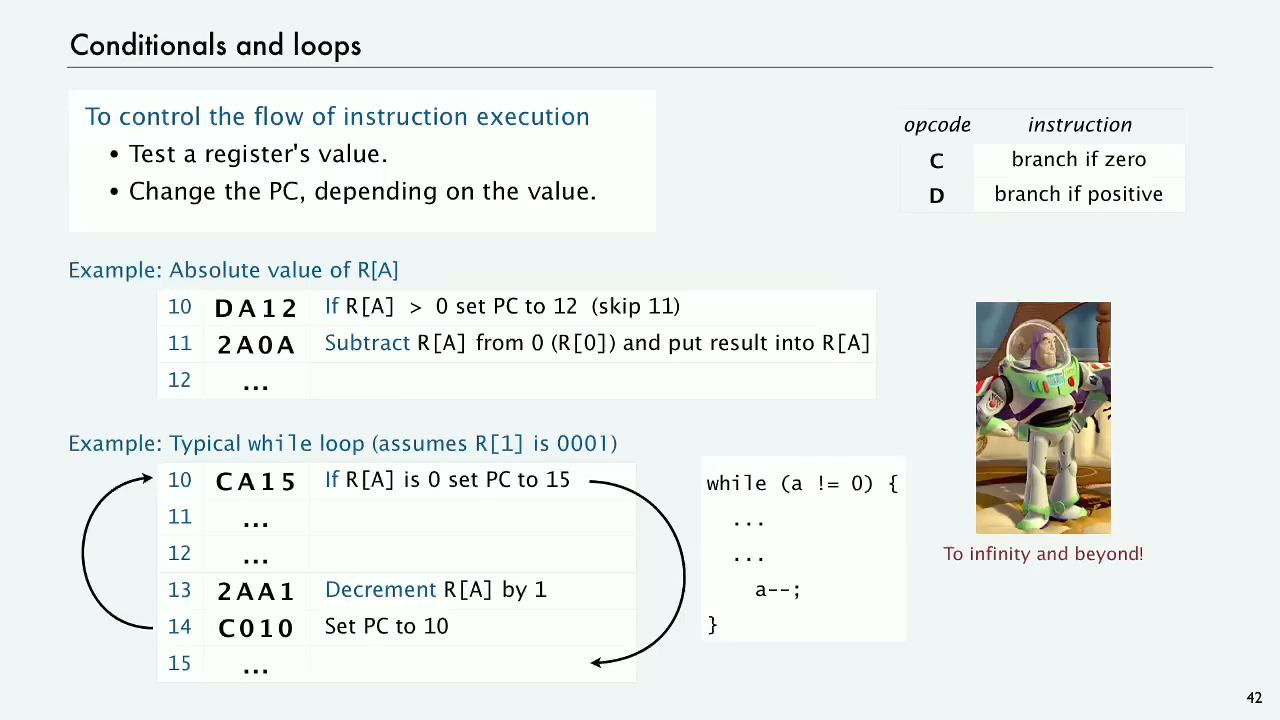 Conditionals and loops
To control the flow of instruction execution
• Test a register's value.
• Change the PC, depending on the value.
opcode instruction
C branch if zero
D branch if positive
Example: Absolute value of R[A]
10 DA12 If R[A] > 0 set PC to 12 (skip 11)
11 2A0A Subtract R[A] from 0 (R[0]) and put result into R[A]
12 ...
Example: Typical while loop (assumes R[1] is 0001)
10 CA15 If R[A] is 0 set PC to 15
11 ...
12 ...
13 2AA1 Decrement R[A] by 1
14 C010 Set PC to 10
15 ...
while (a != 0) {
...
...
a--;
}
To infinity and beyond!
42